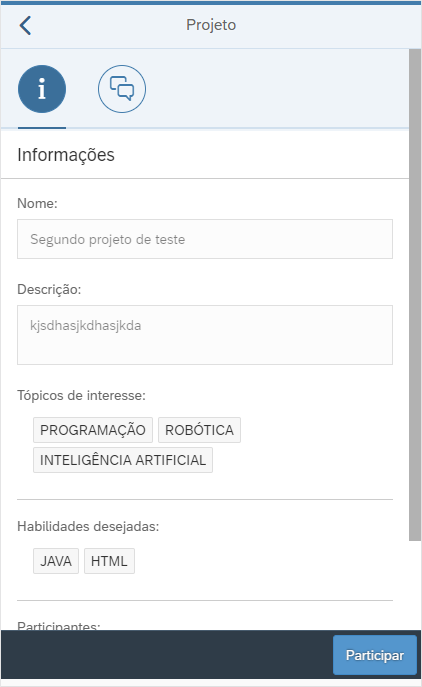 Projeto
i
Informações
Nome:
Segundo projeto de teste
Descrição:
kjsdhasjkdhasjkda
Tópicos de interesse:
PROGRAMAÇÃO ROBÓTICA
INTELIGÊNCIA ARTIFICIAL
Habilidades desejadas:
JAVA HTML
Participantes:
Participar